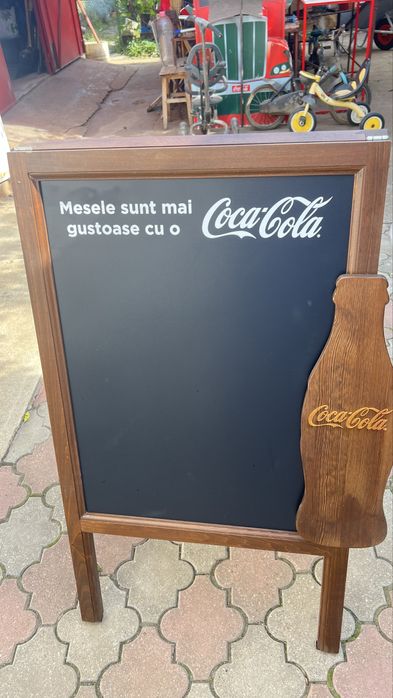 Mesele sunt mai
gustoase cu o
Coca-Cola
Coca-Cola